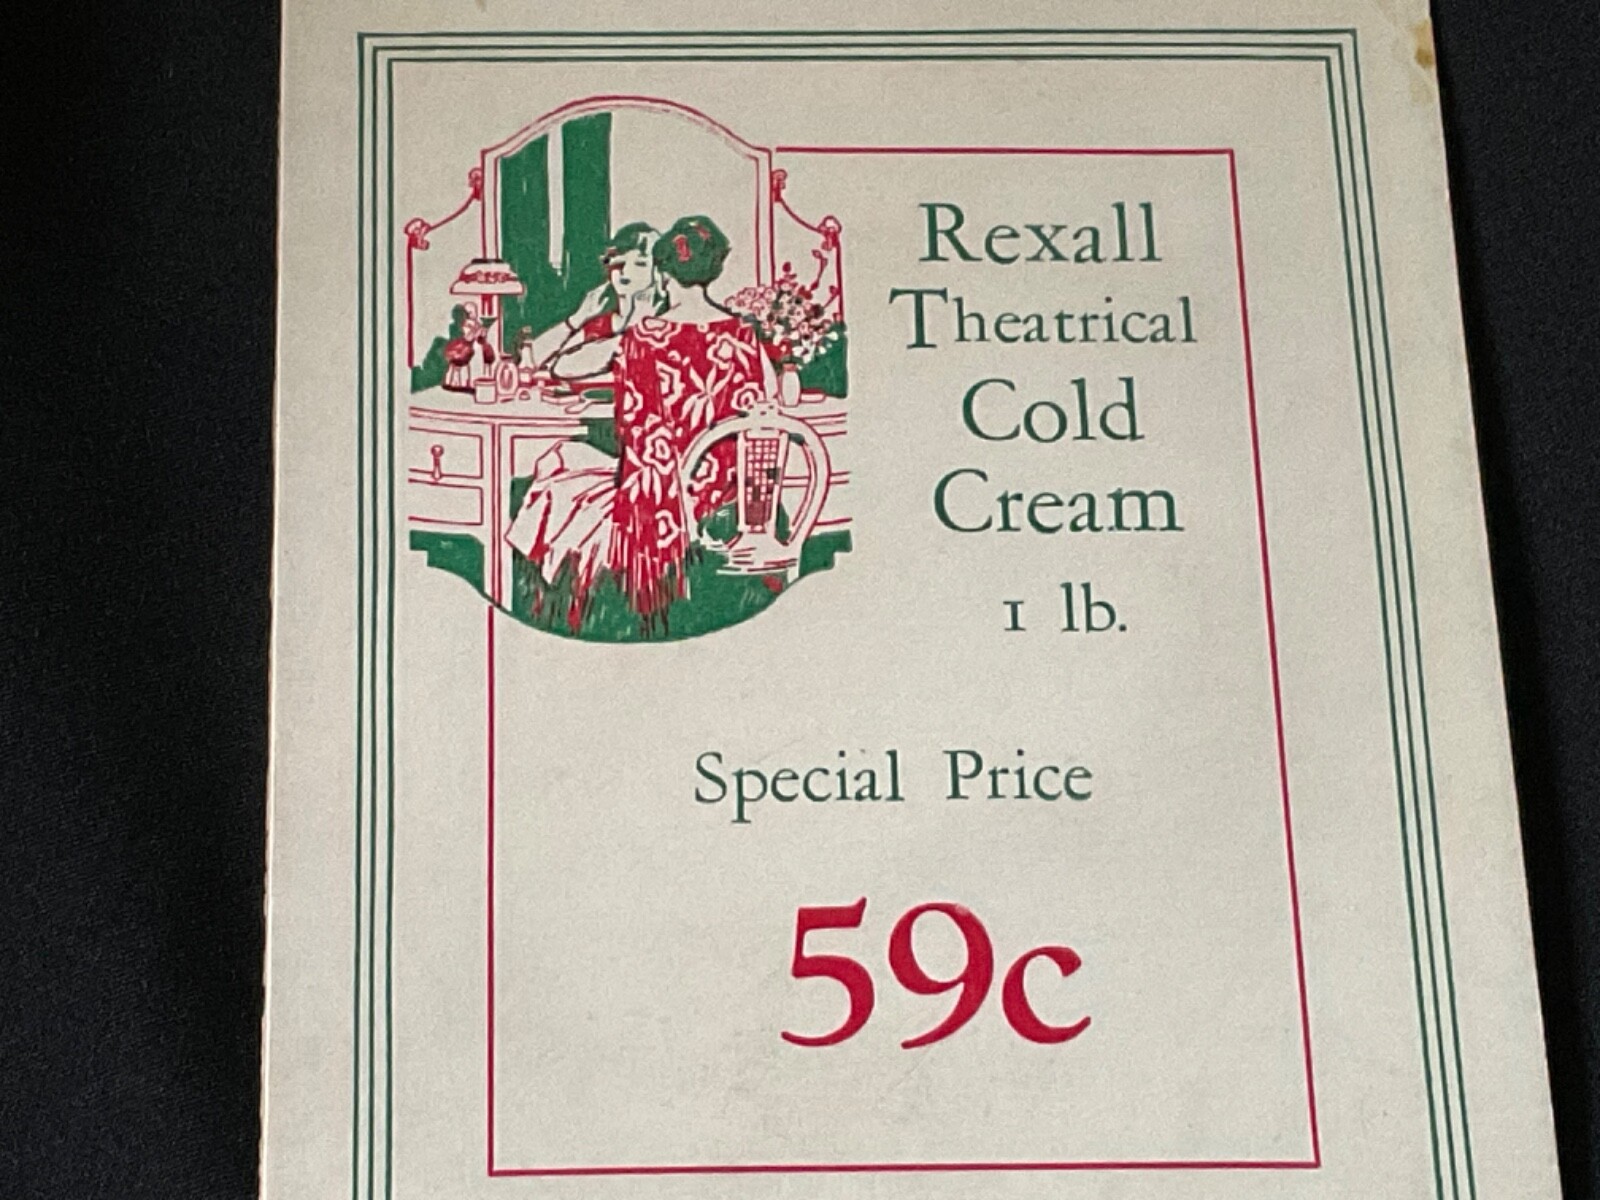 Rexall
Theatrical
Cold
Cream
1 lb.
Special Price
59c